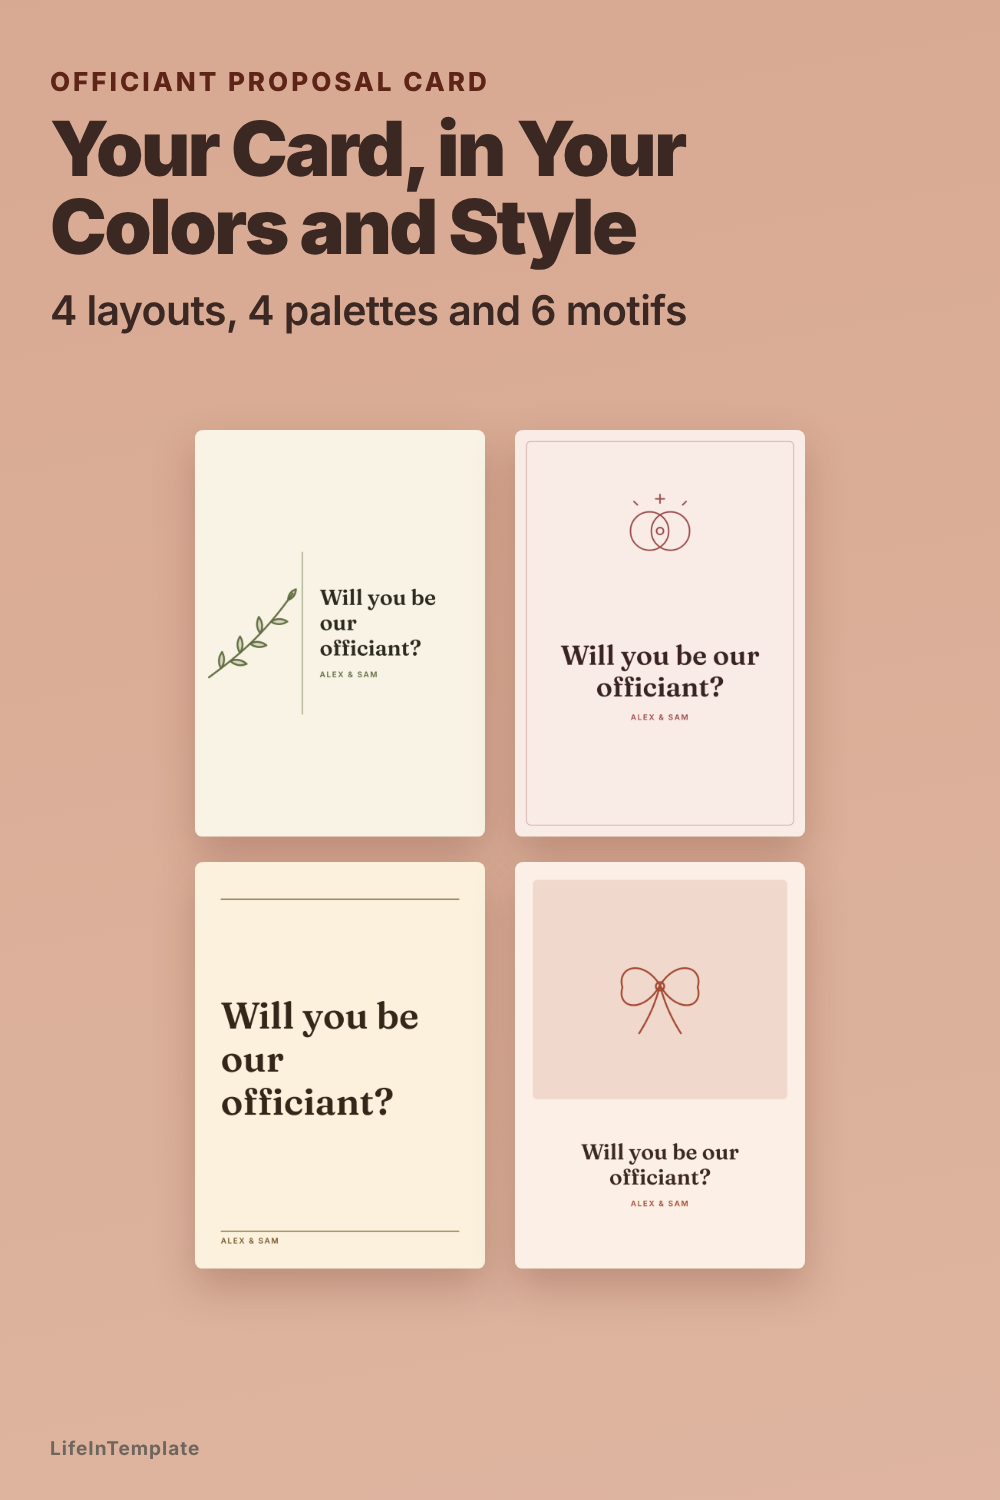 OFFICIANT PROPOSAL CARD
Your Card, in Your
Colors and Style
4 layouts, 4 palettes and 6 motifs
Will you be
our
officiant?
ALEX & SAM
Will you be our
officiant?
ALEX & SAM
Will you be
our
officiant?
ALEX & SAM
Will you be our
officiant?
ALEX & SAM
LifeInTemplate